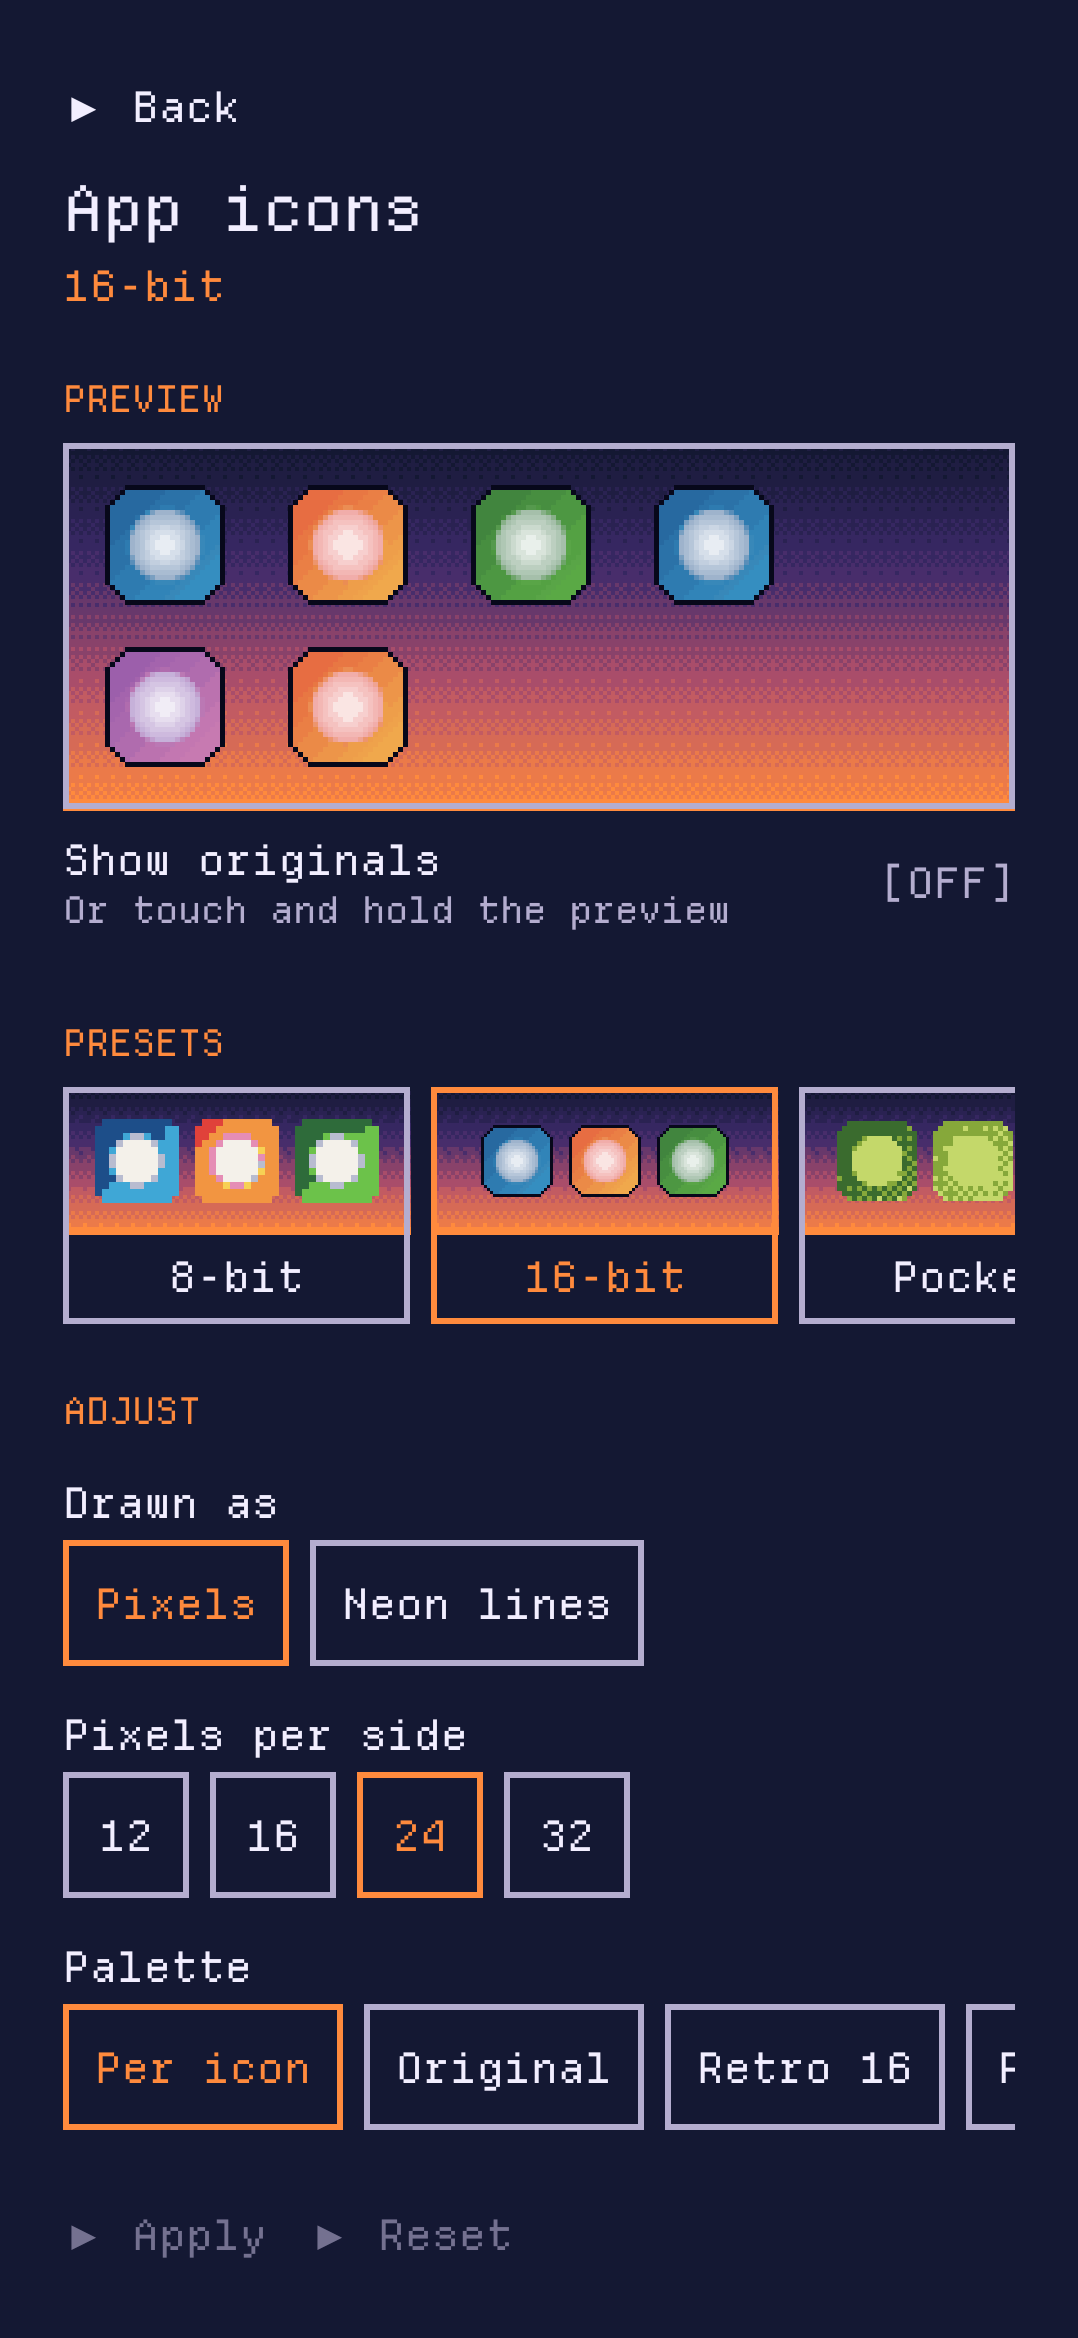 ► Back
App icons
16-bit
PREVIEW
Show originals
[OFF]
Or touch and hold the preview
PRESETS
8-bit 16-bit Pocke
ADJUST
Drawn as
Pixels Neon lines
Pixels per side
12 16 24 32
Palette
Per icon Original Retro 16
► Apply ► Reset